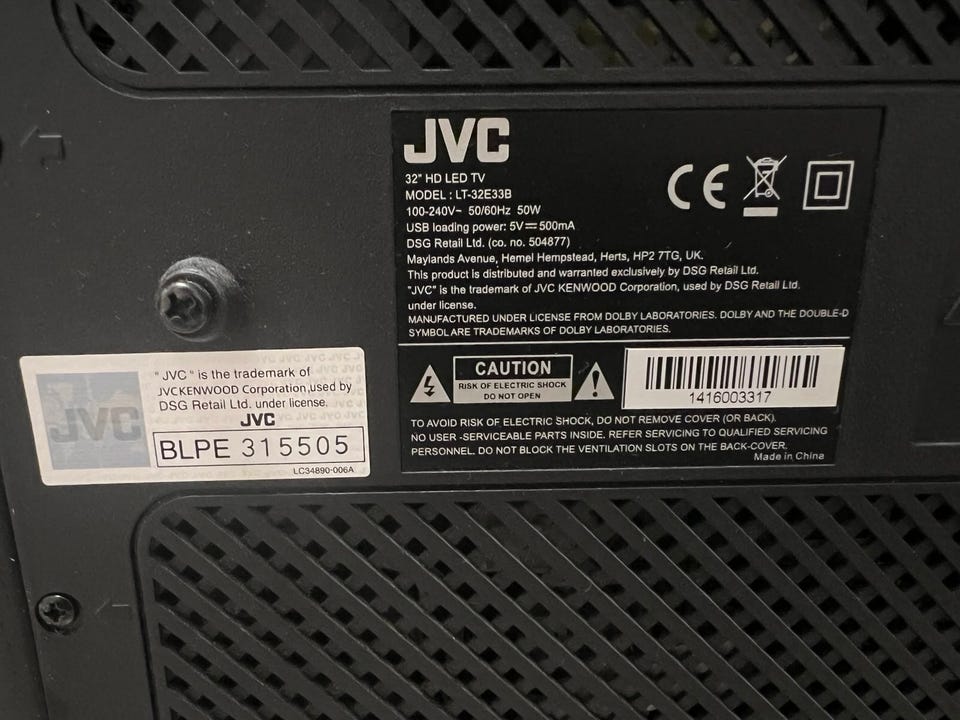 JVC
32" HD LED TV
MODEL : LT-32E33B
100-240V~ 50/60Hz 50W
USB loading power: 5V⎓500mA
DSG Retail Ltd. (co. no. 504877)
Maylands Avenue, Hemel Hempstead, Herts, HP2 7TG, UK.
This product is distributed and warranted exclusively by DSG Retail Ltd.
"JVC" is the trademark of JVC KENWOOD Corporation, used by DSG Retail Ltd.
under license.
MANUFACTURED UNDER LICENSE FROM DOLBY LABORATORIES. DOLBY AND THE DOUBLE-D
SYMBOL ARE TRADEMARKS OF DOLBY LABORATORIES.
CE
CAUTION
RISK OF ELECTRIC SHOCK
DO NOT OPEN
1416003317
TO AVOID RISK OF ELECTRIC SHOCK, DO NOT REMOVE COVER (OR BACK).
NO USER -SERVICEABLE PARTS INSIDE. REFER SERVICING TO QUALIFIED SERVICING
PERSONNEL. DO NOT BLOCK THE VENTILATION SLOTS ON THE BACK-COVER.
Made in China
JVC
"JVC" is the trademark of
JVCKENWOOD Corporation,used by
DSG Retail Ltd. under license.
JVC
BLPE 315505
LC34890-006A